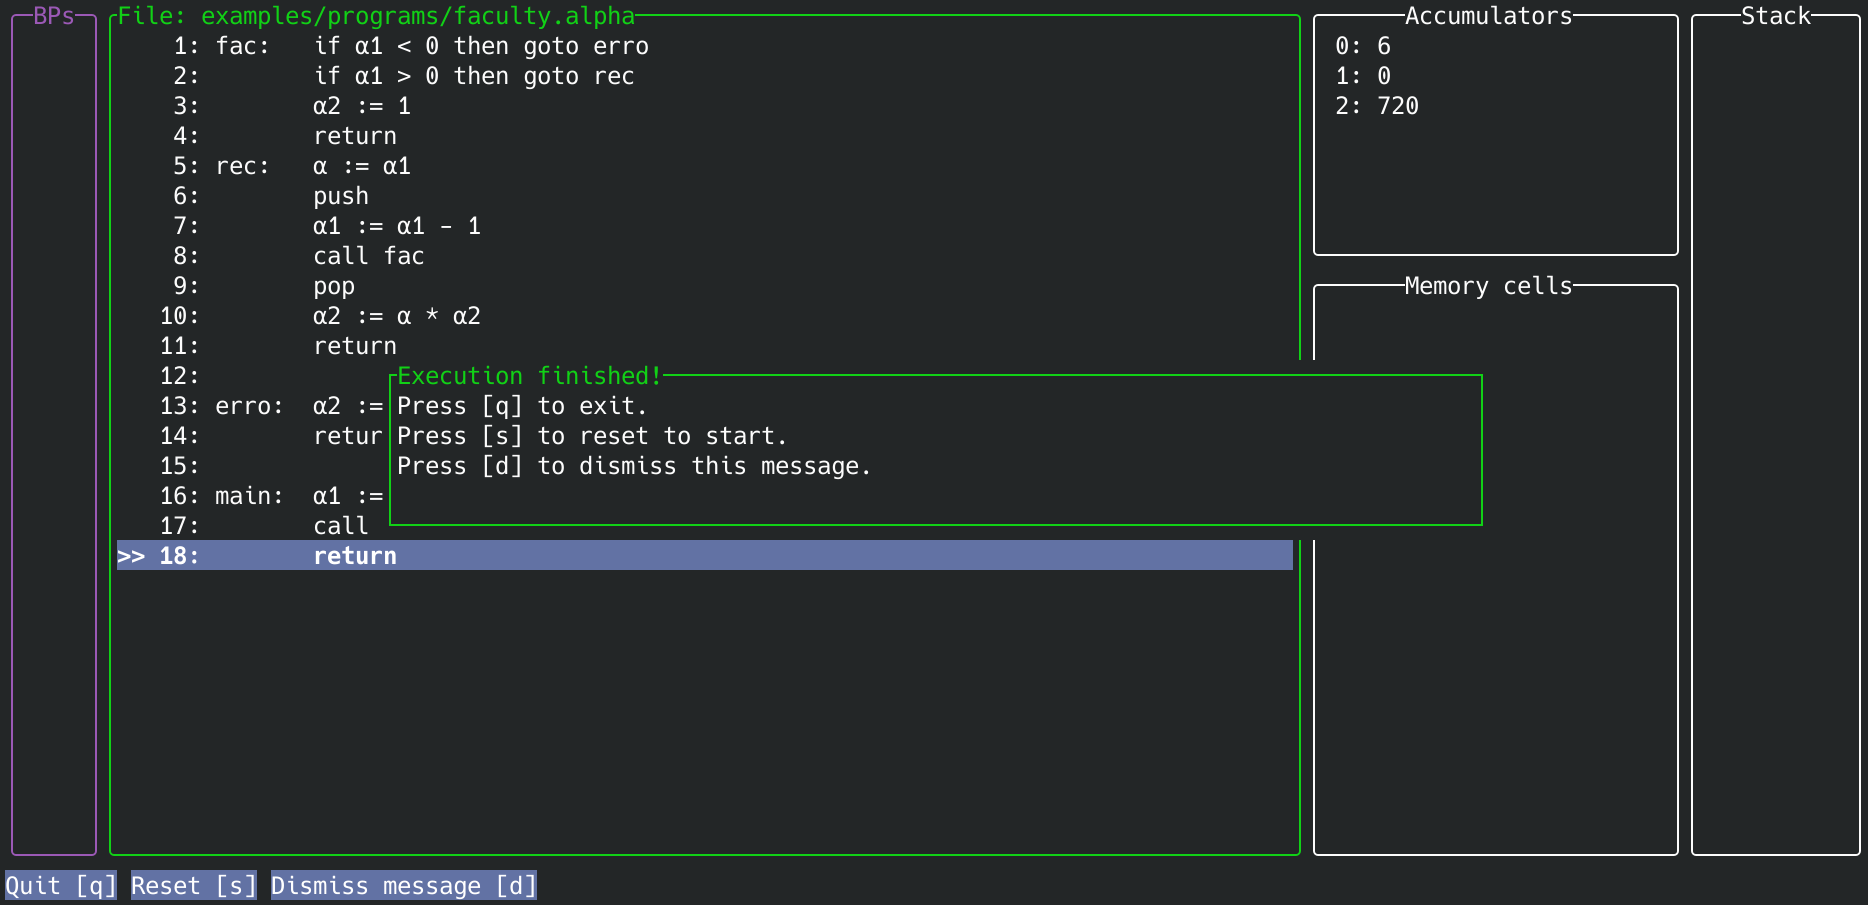 BPs
File: examples/programs/faculty.alpha
1: fac:   if α1 < 0 then goto erro
2:        if α1 > 0 then goto rec
3:        α2 := 1
4:        return
5: rec:   α := α1
6:        push
7:        α1 := α1 - 1
8:        call fac
9:        pop
10:        α2 := α * α2
11:        return
12:
13: erro:  α2 :=
14:        retur
15:
16: main:  α1 :=
17:        call
>> 18:        return
Execution finished!
Press [q] to exit.
Press [s] to reset to start.
Press [d] to dismiss this message.
Accumulators
0: 6
1: 0
2: 720
Memory cells
Stack
Quit [q] Reset [s] Dismiss message [d]